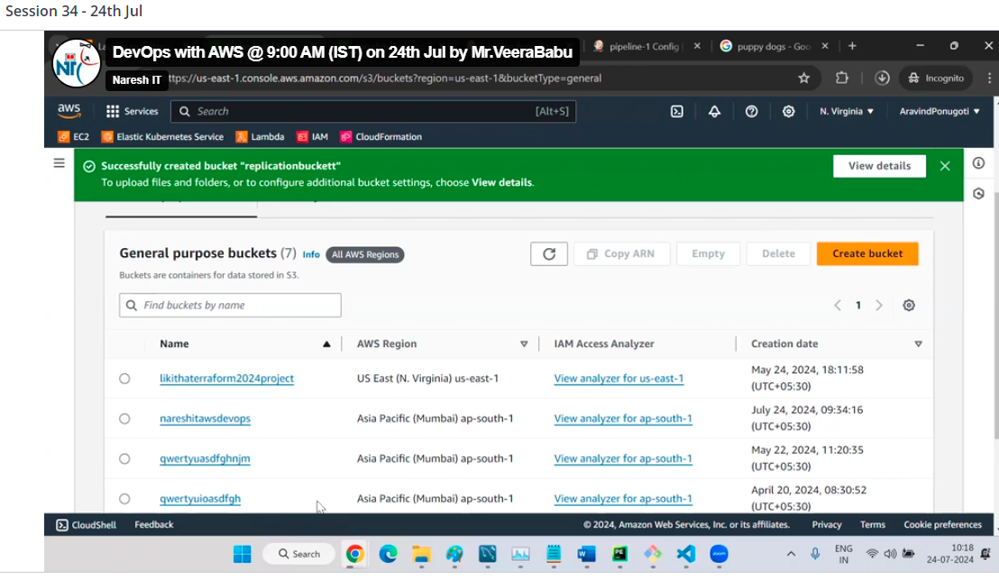 Session 34 - 24th Jul
DevOps with AWS @ 9:00 AM (IST) on 24th Jul by Mr.VeeraBabu
pipeline-1 Config
puppy dogs - Goo
Naresh IT
ttps://us-east-1.console.aws.amazon.com/s3/buckets?region=us-east-1&bucketType=general
Incognito
aws
Services
Search
[Alt+S]
N. Virginia
AravindPonugoti
EC2
Elastic Kubernetes Service
Lambda
IAM
CloudFormation
Successfully created bucket "replicationbuckett"
To upload files and folders, or to configure additional bucket settings, choose View details.
View details
General purpose buckets (7) Info All AWS Regions
Buckets are containers for data stored in S3.
Copy ARN
Empty
Delete
Create bucket
Find buckets by name
1
Name AWS Region IAM Access Analyzer Creation date
likithaterraform2024project US East (N. Virginia) us-east-1 View analyzer for us-east-1 May 24, 2024, 18:11:58
(UTC+05:30)
nareshitawsdevops Asia Pacific (Mumbai) ap-south-1 View analyzer for ap-south-1 July 24, 2024, 09:34:16
(UTC+05:30)
qwertyuasdfghnjm Asia Pacific (Mumbai) ap-south-1 View analyzer for ap-south-1 May 22, 2024, 11:20:35
(UTC+05:30)
qwertyuioasdfgh Asia Pacific (Mumbai) ap-south-1 View analyzer for ap-south-1 April 20, 2024, 08:30:52
(UTC+05:30)
CloudShell Feedback © 2024, Amazon Web Services, Inc. or its affiliates. Privacy Terms Cookie preferences
Search
ENG
IN
10:18
24-07-2024